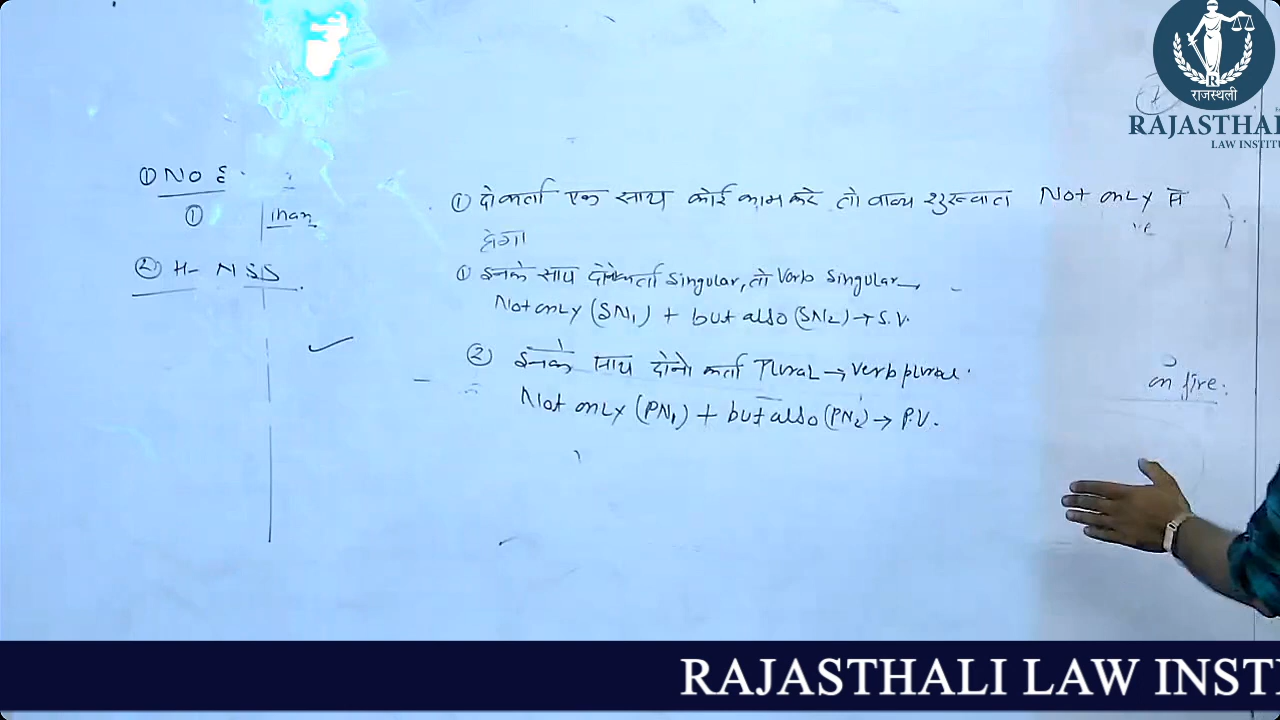 राजस्थली
RAJASTHAL
LAW INSTITU
① NO
① than
② H- NSS
① दो कर्ता एक साथ कोई काम करे तो वाक्य शुरुवात Not only से
होगा
① इनके साथ दोनो कर्ता Singular, तो Verb Singular
Not only (SN₁) + but also (SN₂) → S.V.
② इनके साथ दोनो कर्ता Plural → Verb plural.
Not only (PN₁) + but also (PN₂) → P.V.
on fire.
RAJASTHALI LAW INSTI